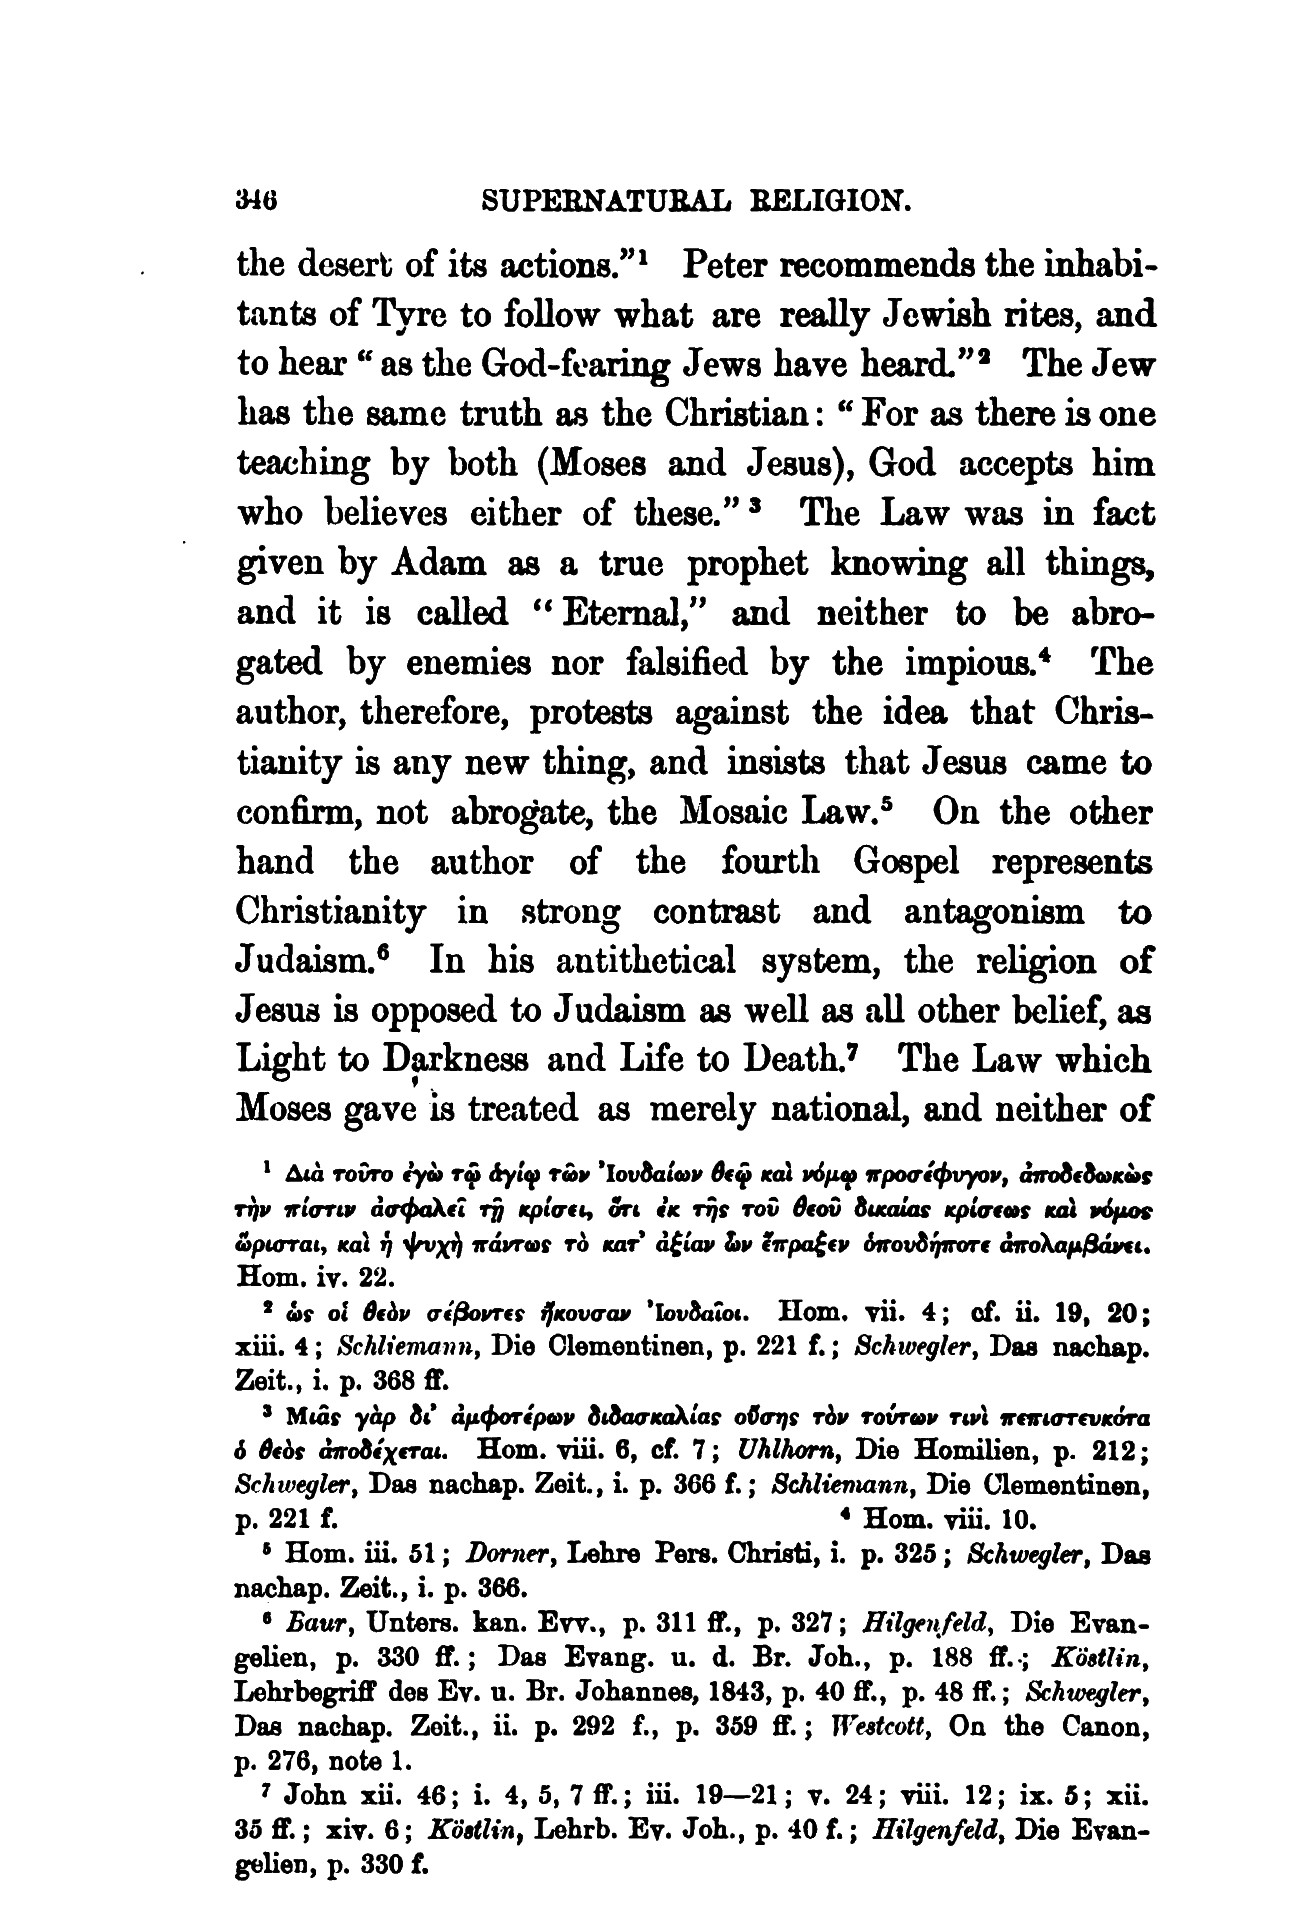 346 SUPERNATURAL RELIGION.
the desert of its actions.”¹ Peter recommends the inhabi-
tants of Tyre to follow what are really Jewish rites, and
to hear “as the God-fearing Jews have heard.”² The Jew
has the same truth as the Christian: “For as there is one
teaching by both (Moses and Jesus), God accepts him
who believes either of these.”³ The Law was in fact
given by Adam as a true prophet knowing all things,
and it is called “Eternal,” and neither to be abro-
gated by enemies nor falsified by the impious.⁴ The
author, therefore, protests against the idea that Chris-
tianity is any new thing, and insists that Jesus came to
confirm, not abrogate, the Mosaic Law.⁵ On the other
hand the author of the fourth Gospel represents
Christianity in strong contrast and antagonism to
Judaism.⁶ In his antithetical system, the religion of
Jesus is opposed to Judaism as well as all other belief, as
Light to Darkness and Life to Death.⁷ The Law which
Moses gave is treated as merely national, and neither of
¹ Διὰ τοῦτο ἐγὼ τῷ ἁγίῳ τῶν Ἰουδαίων θεῷ καὶ νόμῳ προσέφυγον, ἀποδεδωκὼς
τὴν πίστιν ἀσφαλεῖ τῇ κρίσει, ὅτι ἐκ τῆς τοῦ θεοῦ δικαίας κρίσεως καὶ νόμος
ὥρισται, καὶ ἡ ψυχὴ πάντως τὸ κατ’ ἀξίαν ὧν ἔπραξεν ὁπουδήποτε ἀπολαμβάνει.
Hom. iv. 22.
² ὡς οἱ θεὸν σέβοντες ἤκουσαν Ἰουδαῖοι. Hom. vii. 4; cf. ii. 19, 20;
xiii. 4; Schliemann, Die Clementinen, p. 221 f.; Schwegler, Das nachap.
Zeit., i. p. 368 ff.
³ Μιᾶς γὰρ δι’ ἀμφοτέρων διδασκαλίας οὔσης τὸν τούτων τινὶ πεπιστευκότα
ὁ θεὸς ἀποδέχεται. Hom. viii. 6, cf. 7; Uhlhorn, Die Homilien, p. 212;
Schwegler, Das nachap. Zeit., i. p. 366 f.; Schliemann, Die Clementinen,
p. 221 f. ⁴ Hom. viii. 10.
⁵ Hom. iii. 51; Dorner, Lehre Pers. Christi, i. p. 325; Schwegler, Das
nachap. Zeit., i. p. 366.
⁶ Baur, Unters. kan. Evv., p. 311 ff., p. 327; Hilgenfeld, Die Evan-
gelien, p. 330 ff.; Das Evang. u. d. Br. Joh., p. 188 ff.; Köstlin,
Lehrbegriff des Ev. u. Br. Johannes, 1843, p. 40 ff., p. 48 ff.; Schwegler,
Das nachap. Zeit., ii. p. 292 f., p. 359 ff.; Westcott, On the Canon,
p. 276, note 1.
⁷ John xii. 46; i. 4, 5, 7 ff.; iii. 19—21; v. 24; viii. 12; ix. 5; xii.
35 ff.; xiv. 6; Köstlin, Lehrb. Ev. Joh., p. 40 f.; Hilgenfeld, Die Evan-
gelien, p. 330 f.